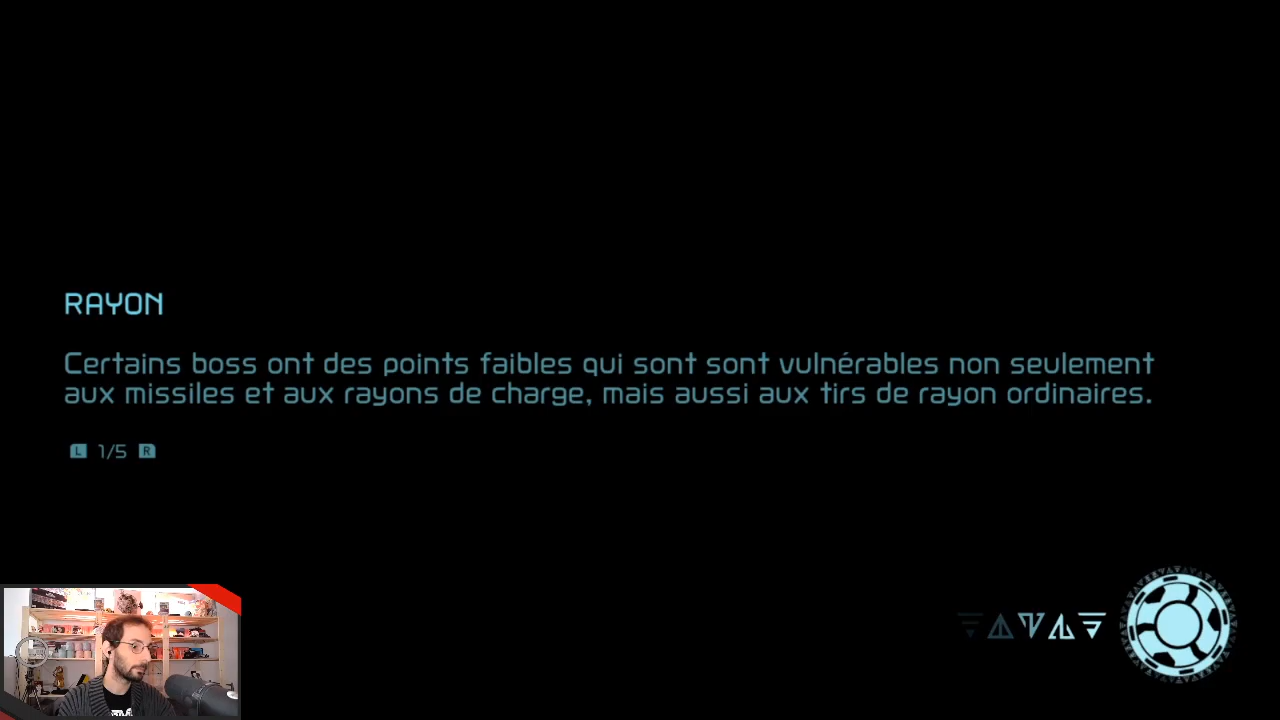 RAYON
Certains boss ont des points faibles qui sont sont vulnérables non seulement
aux missiles et aux rayons de charge, mais aussi aux tirs de rayon ordinaires.
L 1/5 R